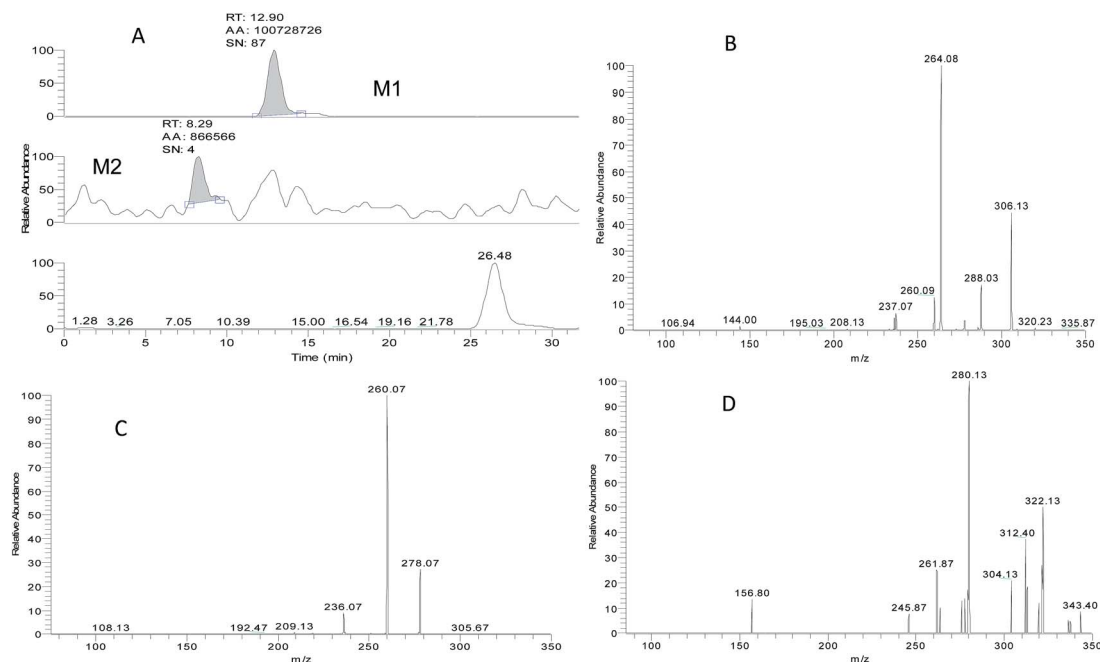 A
RT: 12.90
AA: 100728726
SN: 87
100
50
0
M1
RT: 8.29
AA: 866566
SN: 4
M2
100
50
0
Relative Abundance
26.48
100
50
0
1.28 3.26 7.05 10.39 15.00 16.54 19.16 21.78
0 5 10 15 20 25 30
Time (min)
B
264.08
100
90
80
70
60
50
40
30
20
10
0
Relative Abundance
306.13
288.03
260.09
237.07
106.94 144.00 195.03 208.13 320.23 335.87
100 150 200 250 300 350
m/z
C
260.07
100
90
80
70
60
50
40
30
20
10
0
Relative Abundance
278.07
236.07
108.13 192.47 209.13 305.67
100 150 200 250 300 350
m/z
D
280.13
100
90
80
70
60
50
40
30
20
10
0
Relative Abundance
322.13
312.40
304.13
261.87
156.80 245.87 343.40
100 150 200 250 300 350
m/z